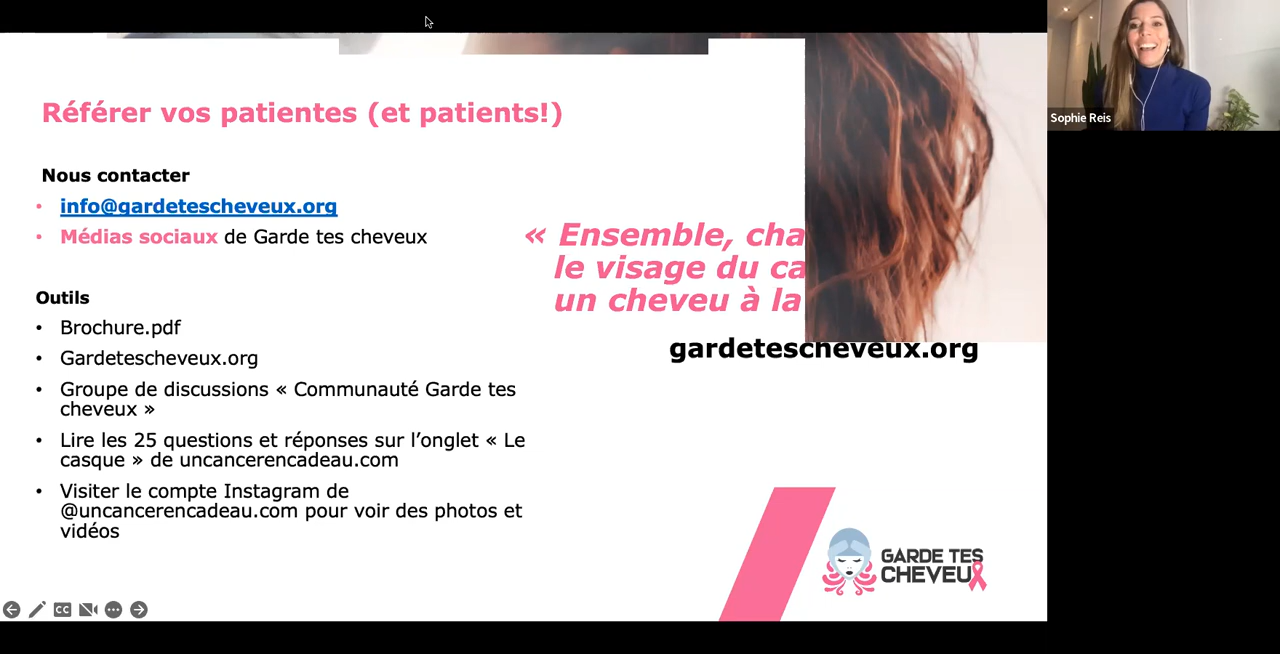 Référer vos patientes (et patients!)
Nous contacter
• info@gardetescheveux.org
• Médias sociaux de Garde tes cheveux
Outils
• Brochure.pdf
• Gardetescheveux.org
• Groupe de discussions « Communauté Garde tes
cheveux »
• Lire les 25 questions et réponses sur l’onglet « Le
casque » de uncancerencadeau.com
• Visiter le compte Instagram de
@uncancerencadeau.com pour voir des photos et
vidéos
« Ensemble, cha
le visage du ca
un cheveu à la
gardetescheveux.org
GARDE TES
CHEVEUX
CC
Sophie Reis